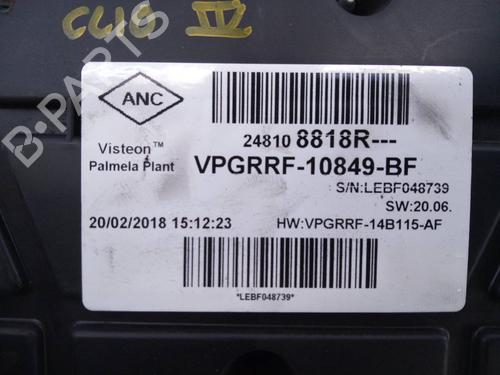 CLIO IV
B-PARTS
ANC
Visteon™
Palmela Plant
24810 8818R---
VPGRRF-10849-BF
S/N:LEBF048739
SW:20.06.
20/02/2018 15:12:23
HW:VPGRRF-14B115-AF
*LEBF048739*